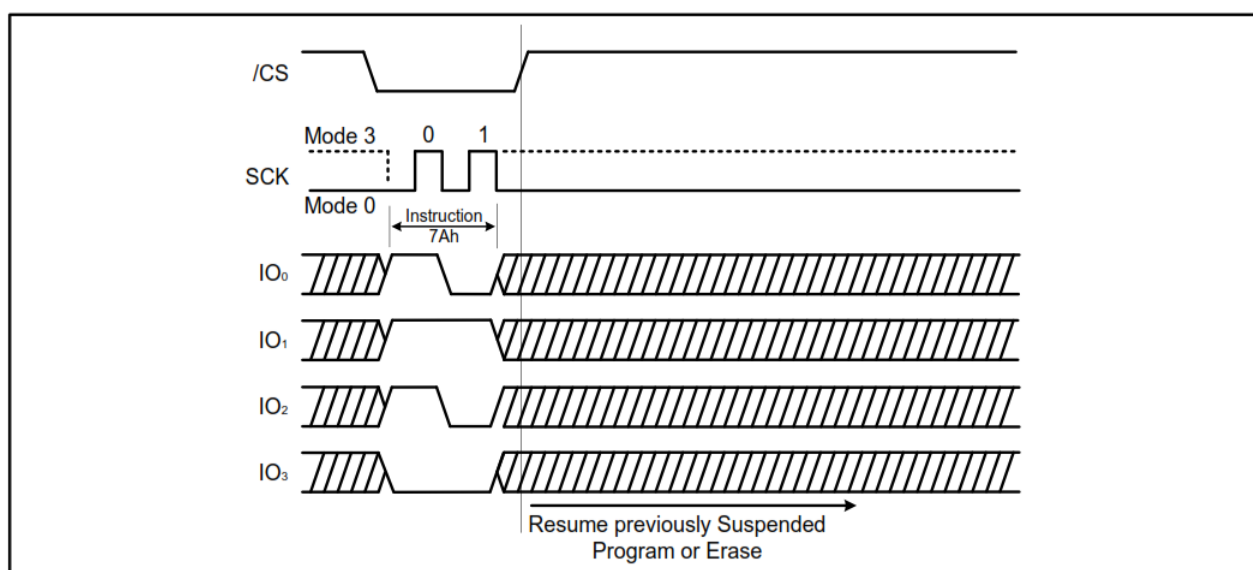 /CS
Mode 3 0 1
SCK
Mode 0
Instruction
7Ah
IO₀
IO₁
IO₂
IO₃
Resume previously Suspended
Program or Erase